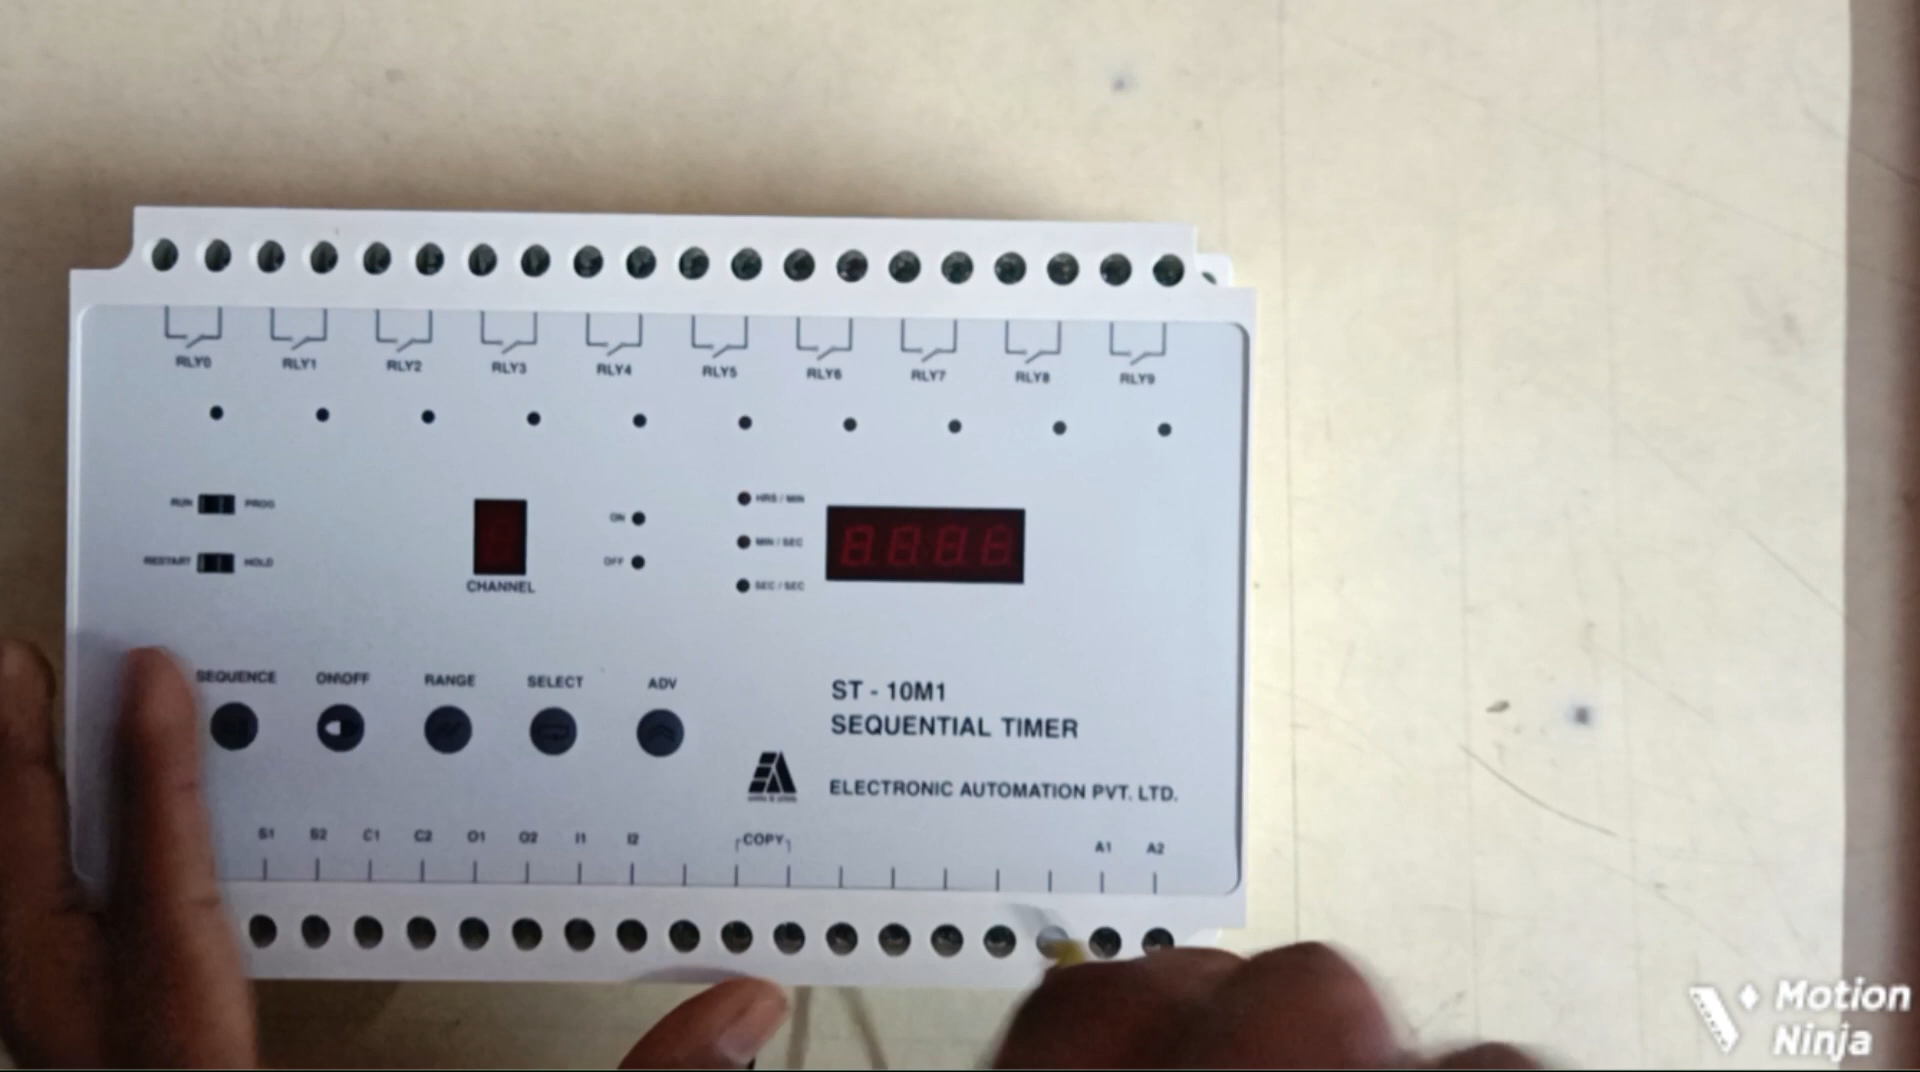 RLY0 RLY1 RLY2 RLY3 RLY4 RLY5 RLY6 RLY7 RLY8 RLY9
RUN PROG
RESTART HOLD
CHANNEL
ON
OFF
HRS / MIN
MIN / SEC
SEC / SEC
SEQUENCE ON\OFF RANGE SELECT ADV
ST - 10M1
SEQUENTIAL TIMER
ELECTRONIC AUTOMATION PVT. LTD.
S1 S2 C1 C2 O1 O2 I1 I2 COPY A1 A2
Motion
Ninja